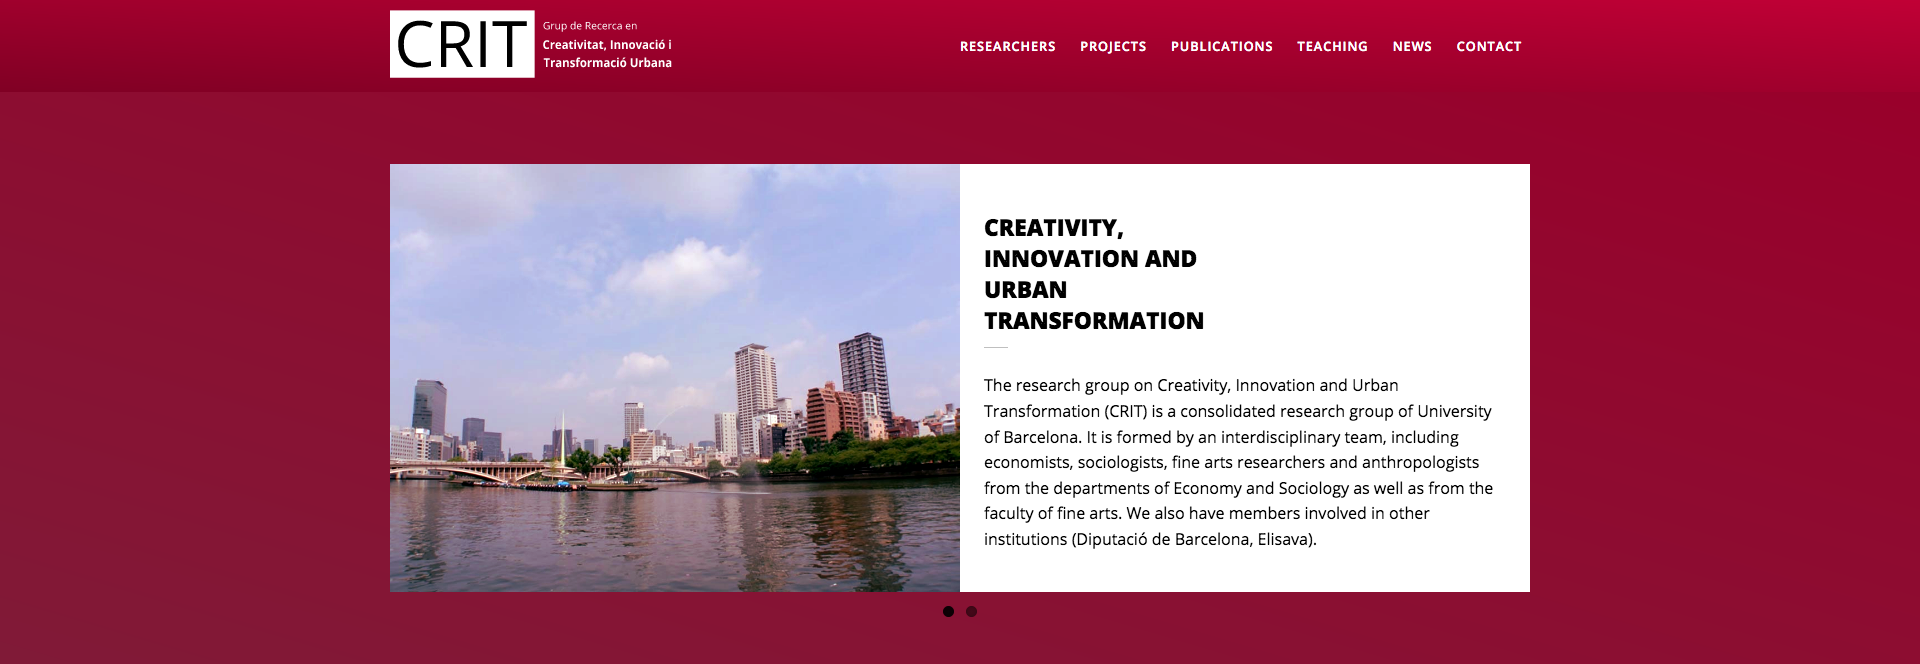 CRIT
Grup de Recerca en
Creativitat, Innovació i
Transformació Urbana
RESEARCHERS PROJECTS PUBLICATIONS TEACHING NEWS CONTACT
CREATIVITY,
INNOVATION AND
URBAN
TRANSFORMATION
The research group on Creativity, Innovation and Urban
Transformation (CRIT) is a consolidated research group of University
of Barcelona. It is formed by an interdisciplinary team, including
economists, sociologists, fine arts researchers and anthropologists
from the departments of Economy and Sociology as well as from the
faculty of fine arts. We also have members involved in other
institutions (Diputació de Barcelona, Elisava).